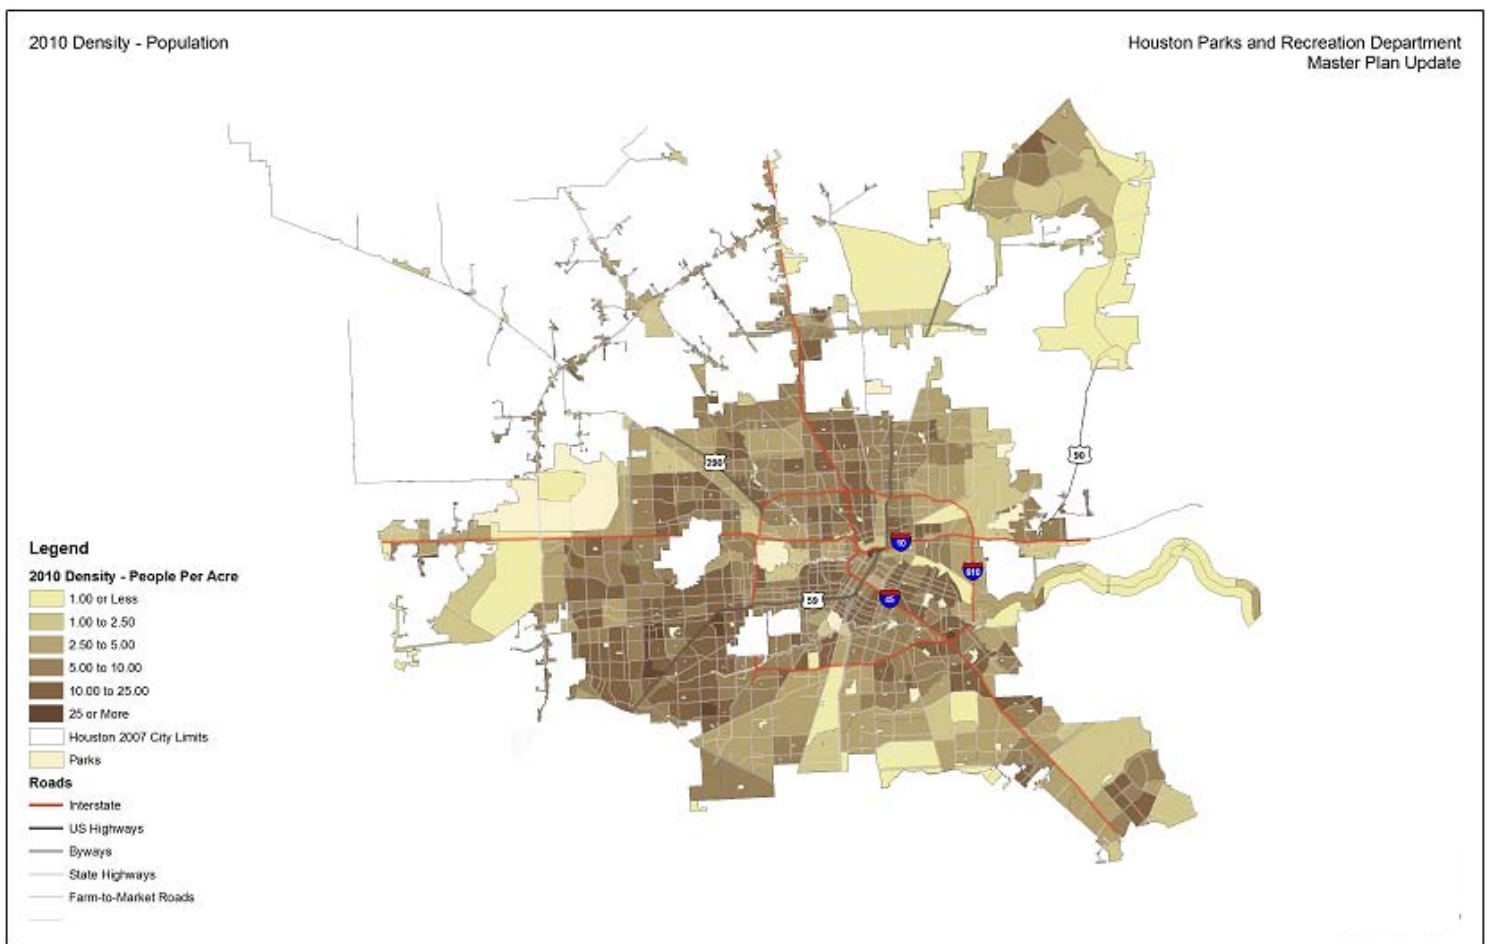 2010 Density - Population
Houston Parks and Recreation Department
Master Plan Update
Legend
2010 Density - People Per Acre
1.00 or Less
1.00 to 2.50
2.50 to 5.00
5.00 to 10.00
10.00 to 25.00
25 or More
Houston 2007 City Limits
Parks
Roads
Interstate
US Highways
Byways
State Highways
Farm-to-Market Roads
290
90
10
610
59
45